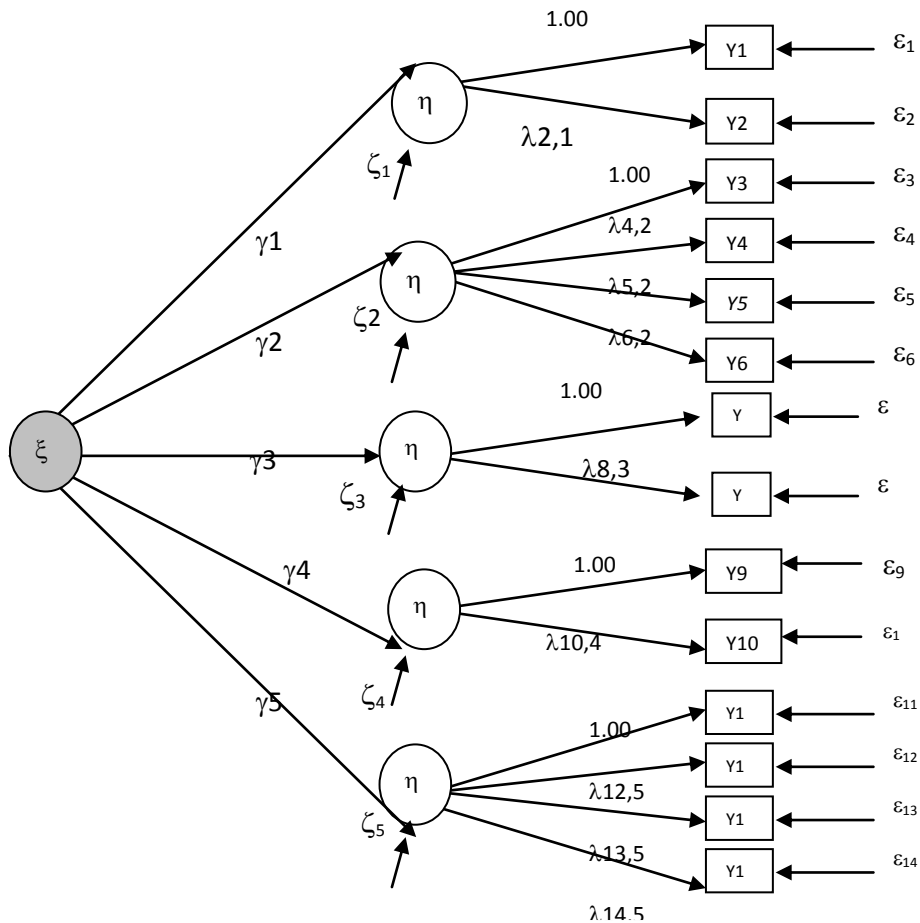 1.00
Y1
ε1
η
Y2
ε2
λ2,1
ζ1
1.00
Y3
ε3
λ4,2
Y4
ε4
γ1
η
λ5,2
Y5
ε5
ζ2
γ2
λ6,2
Y6
ε6
1.00
Y
ε
ξ
γ3
η
λ8,3
ζ3
Y
ε
γ4
1.00
Y9
ε9
η
λ10,4
Y10
ε1
γ5
ζ4
1.00
Y1
ε11
η
λ12,5
Y1
ε12
ζ5
λ13,5
Y1
ε13
Y1
ε14
λ14,5